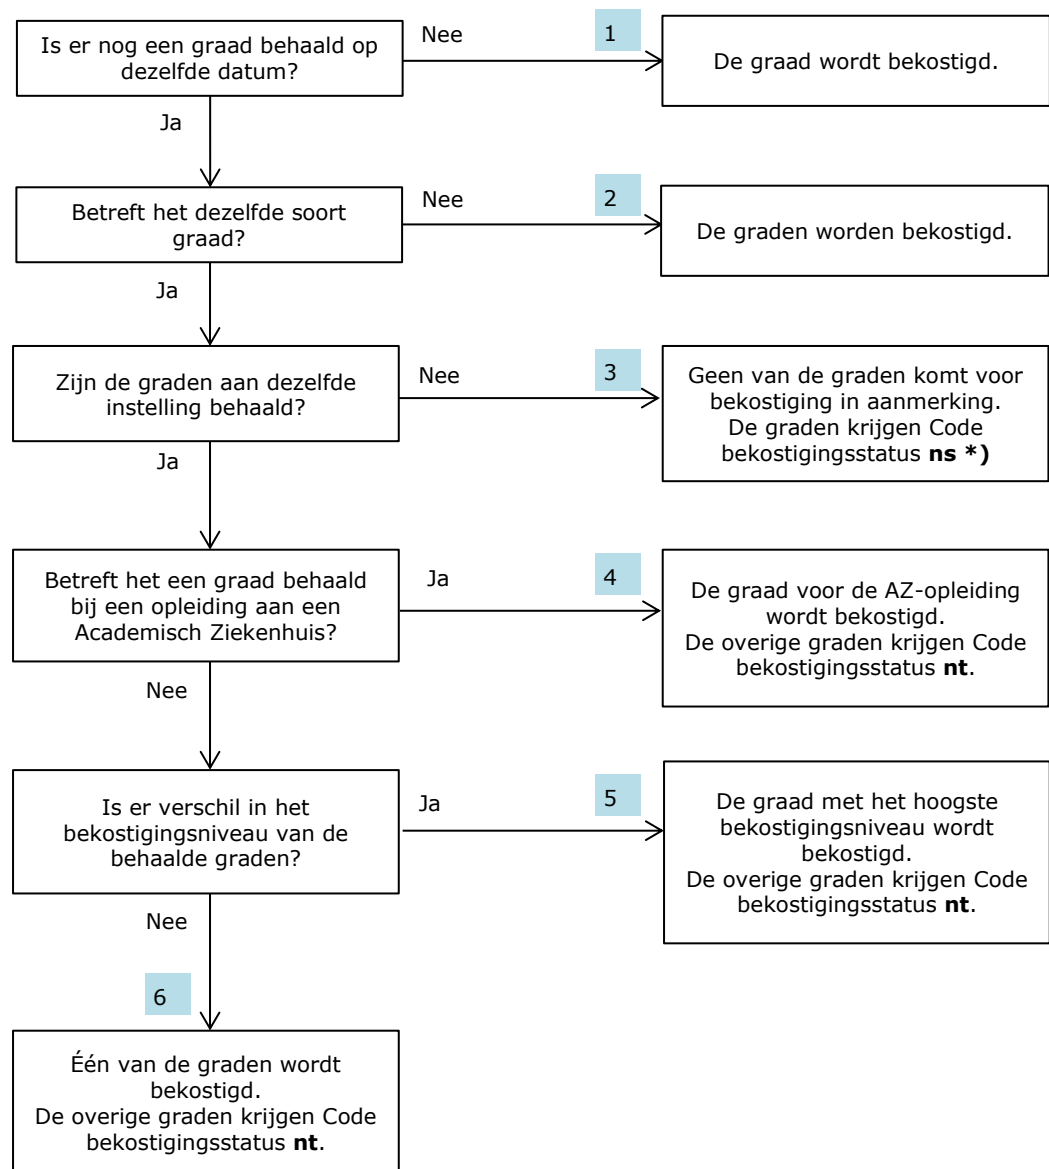 Is er nog een graad behaald op
dezelfde datum?
Nee
1
De graad wordt bekostigd.
Ja
Betreft het dezelfde soort
graad?
Nee
2
De graden worden bekostigd.
Ja
Zijn de graden aan dezelfde
instelling behaald?
Nee
3
Geen van de graden komt voor
bekostiging in aanmerking.
De graden krijgen Code
bekostigingsstatus ns *)
Ja
Betreft het een graad behaald
bij een opleiding aan een
Academisch Ziekenhuis?
Ja
4
De graad voor de AZ-opleiding
wordt bekostigd.
De overige graden krijgen Code
bekostigingsstatus nt.
Nee
Is er verschil in het
bekostigingsniveau van de
behaalde graden?
Ja
5
De graad met het hoogste
bekostigingsniveau wordt
bekostigd.
De overige graden krijgen Code
bekostigingsstatus nt.
Nee
6
Één van de graden wordt
bekostigd.
De overige graden krijgen Code
bekostigingsstatus nt.